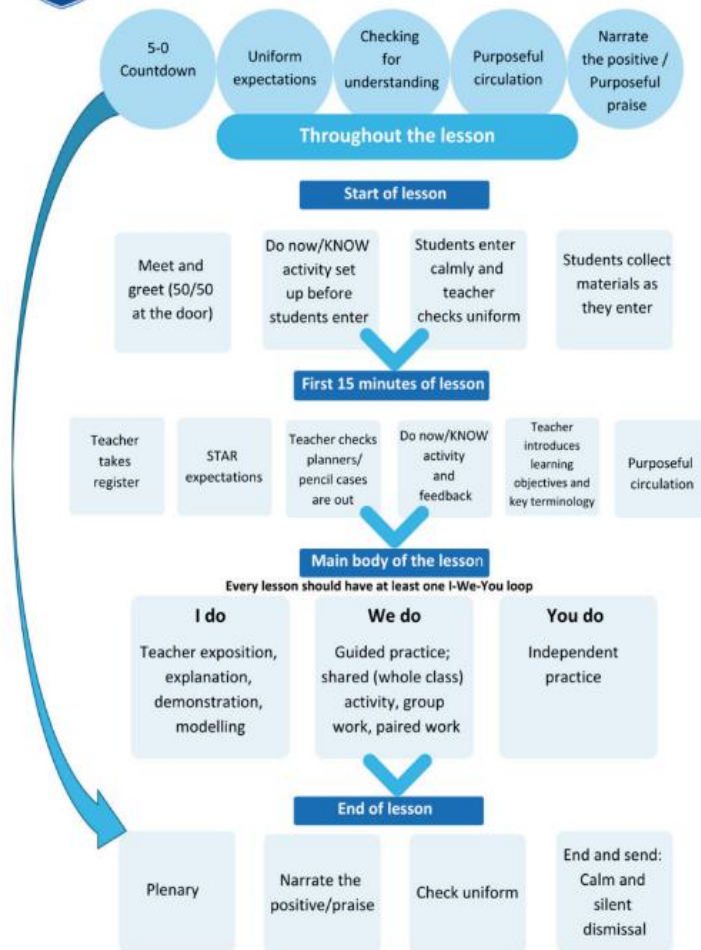 5-0
Countdown
Uniform
expectations
Checking
for
understanding
Purposeful
circulation
Narrate
the positive /
Purposeful
praise
Throughout the lesson
Start of lesson
Meet and
greet (50/50
at the door)
Do now/KNOW
activity set
up before
students enter
Students enter
calmly and
teacher
checks uniform
Students collect
materials as
they enter
First 15 minutes of lesson
Teacher
takes
register
STAR
expectations
Teacher checks
planners/
pencil cases
are out
Do now/KNOW
activity
and
feedback
Teacher
introduces
learning
objectives and
key terminology
Purposeful
circulation
Main body of the lesson
Every lesson should have at least one I-We-You loop
I do
Teacher exposition,
explanation,
demonstration,
modelling
We do
Guided practice;
shared (whole class)
activity, group
work, paired work
You do
Independent
practice
End of lesson
Plenary
Narrate the
positive/praise
Check uniform
End and send:
Calm and
silent
dismissal